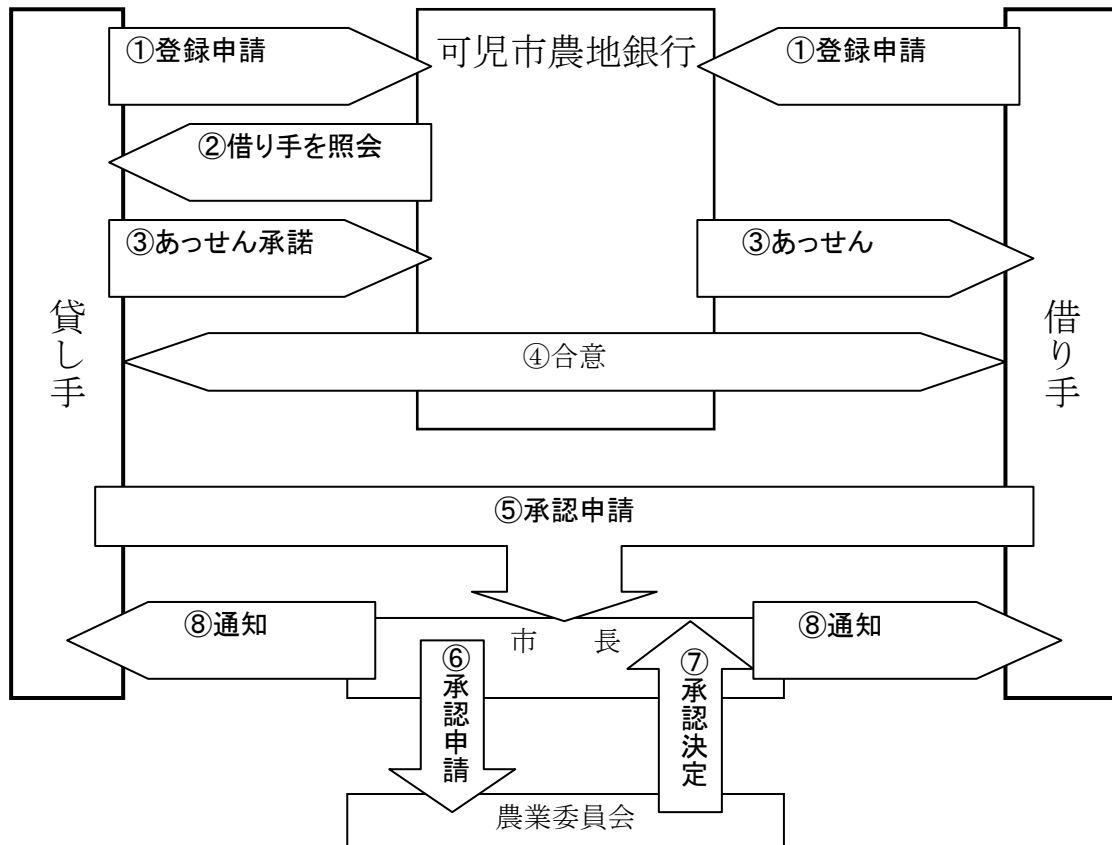 ①登録申請
可児市農地銀行
①登録申請
②借り手を照会
③あっせん承諾
③あっせん
貸し手
借り手
④合意
⑤承認申請
⑧通知
市長
⑧通知
⑥承認申請
⑦承認決定
農業委員会